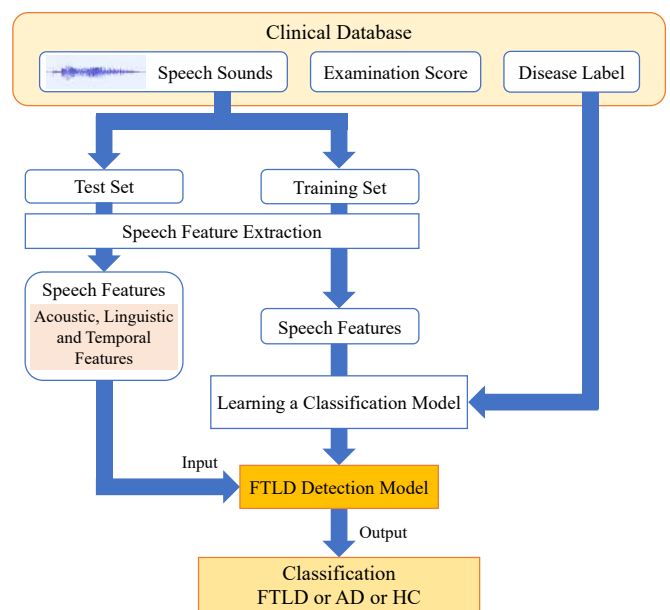 Clinical Database
Speech Sounds
Examination Score
Disease Label
Test Set
Training Set
Speech Feature Extraction
Speech Features
Acoustic, Linguistic
and Temporal
Features
Speech Features
Learning a Classification Model
Input
FTLD Detection Model
Output
Classification
FTLD or AD or HC